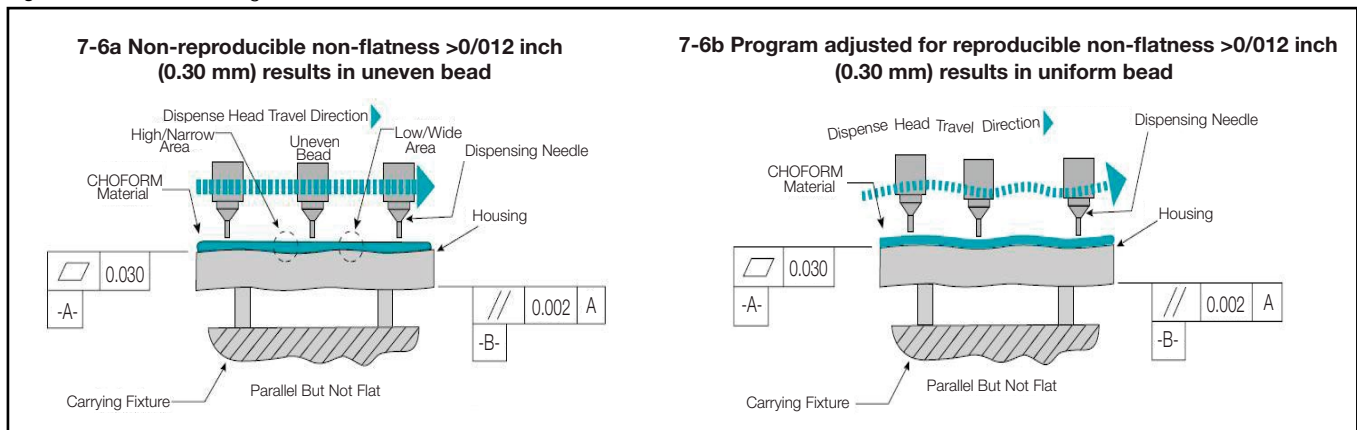 7-6a Non-reproducible non-flatness >0/012 inch
(0.30 mm) results in uneven bead
Dispense Head Travel Direction
High/Narrow
Area
Uneven
Bead
Low/Wide
Area
Dispensing Needle
CHOFORM
Material
Housing
0.030
-A-
// 0.002 A
-B-
Carrying Fixture
Parallel But Not Flat
7-6b Program adjusted for reproducible non-flatness >0/012 inch
(0.30 mm) results in uniform bead
Dispense Head Travel Direction
Dispensing Needle
CHOFORM
Material
Housing
0.030
-A-
// 0.002 A
-B-
Carrying Fixture
Parallel But Not Flat